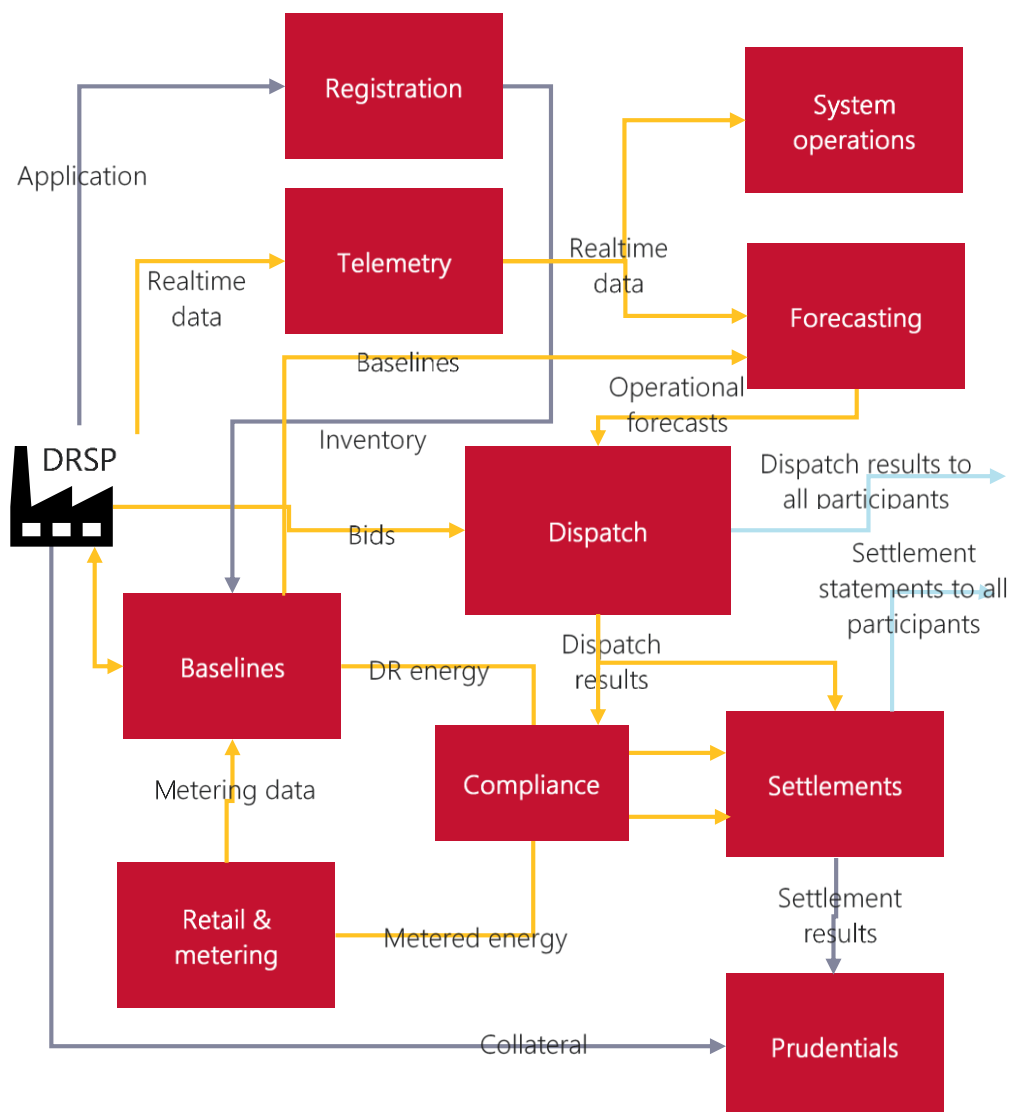 Registration
System
operations
Application
Telemetry
Realtime
data
Realtime
data
Forecasting
Baselines
Operational
forecasts
Inventory
DRSP
Dispatch results to
all participants
Bids
Dispatch
Settlement
statements to all
participants
Baselines
DR energy
Dispatch
results
Metering data
Compliance
Settlements
Retail &
metering
Metered energy
Settlement
results
Collateral
Prudentials